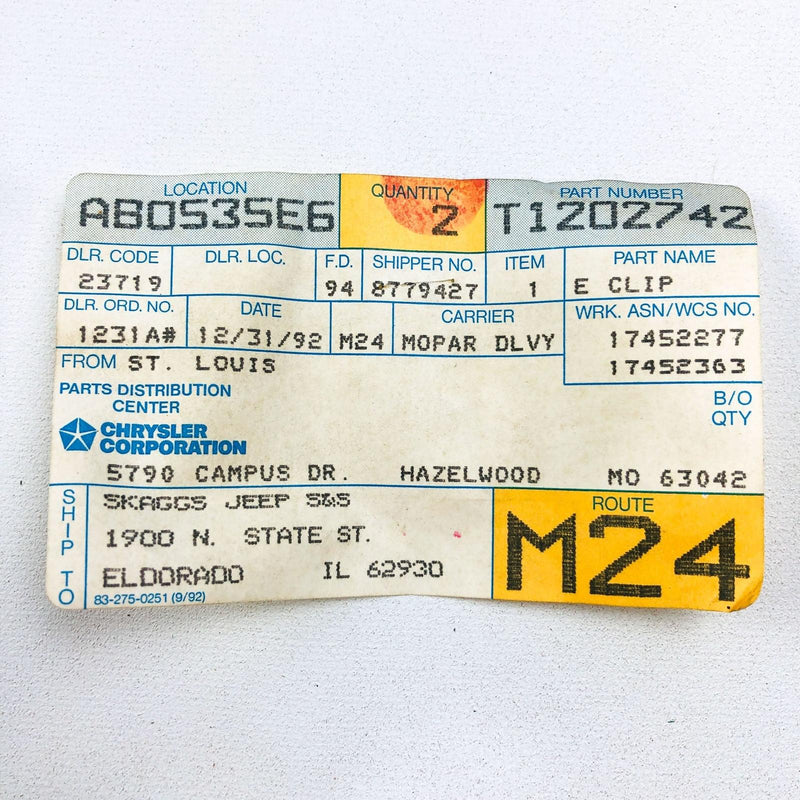 LOCATION QUANTITY PART NUMBER
AB0535E6 2 T1202742
DLR. CODE DLR. LOC. F.D. SHIPPER NO. ITEM PART NAME
23719 94 8779427 1 E CLIP
DLR. ORD. NO. DATE CARRIER WRK. ASN/WCS NO.
1231A# 12/31/92 M24 MOPAR DLVY 17452277
17452363
FROM ST. LOUIS
PARTS DISTRIBUTION
CENTER
B/O
QTY
CHRYSLER
CORPORATION
5790 CAMPUS DR. HAZELWOOD MO 63042
SHIP TO
SKAGGS JEEP S&S
1900 N. STATE ST.
ELDORADO IL 62930
83-275-0251 (9/92)
ROUTE
M24